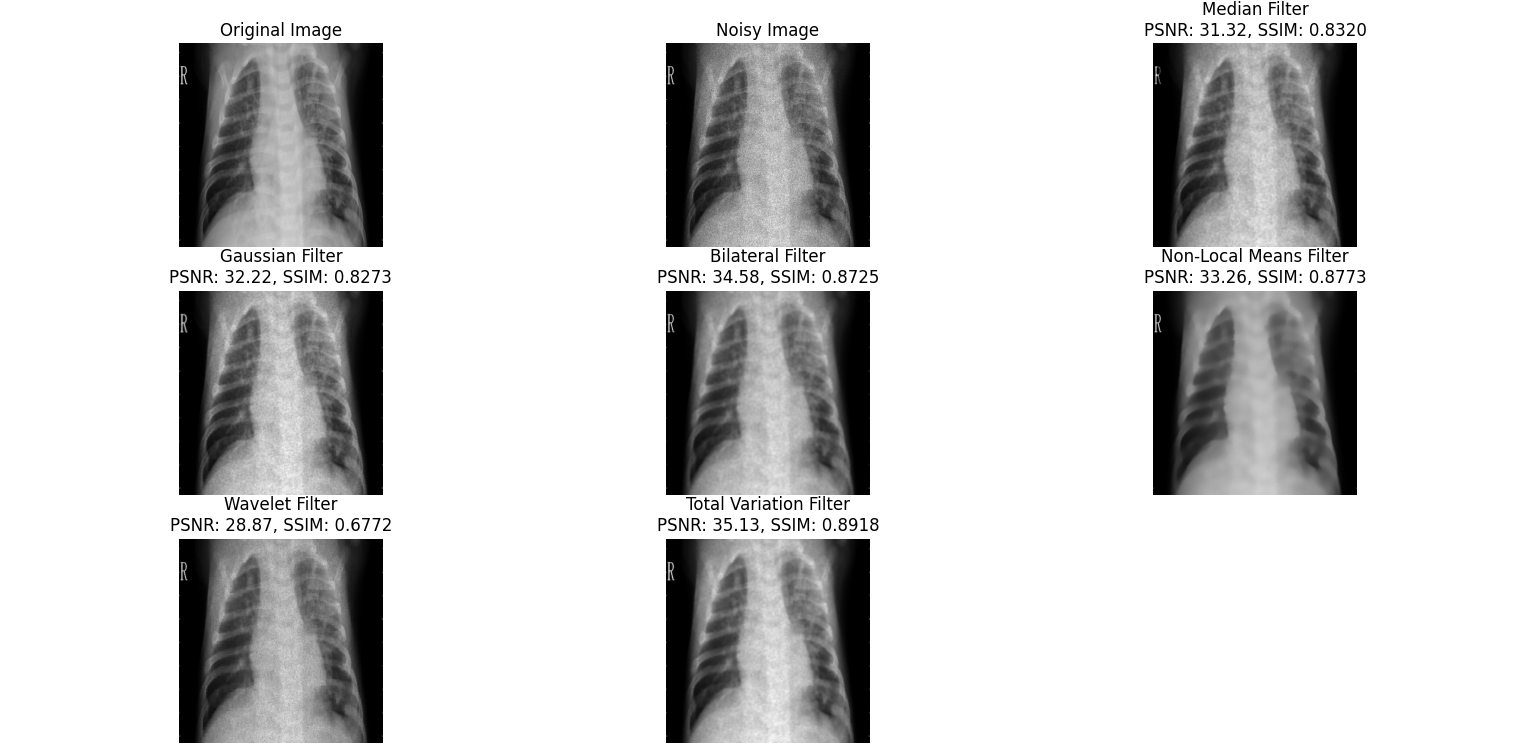 Original Image
Noisy Image
Median Filter
PSNR: 31.32, SSIM: 0.8320
R
R
R
Gaussian Filter
PSNR: 32.22, SSIM: 0.8273
Bilateral Filter
PSNR: 34.58, SSIM: 0.8725
Non-Local Means Filter
PSNR: 33.26, SSIM: 0.8773
R
R
R
Wavelet Filter
PSNR: 28.87, SSIM: 0.6772
Total Variation Filter
PSNR: 35.13, SSIM: 0.8918
R
R